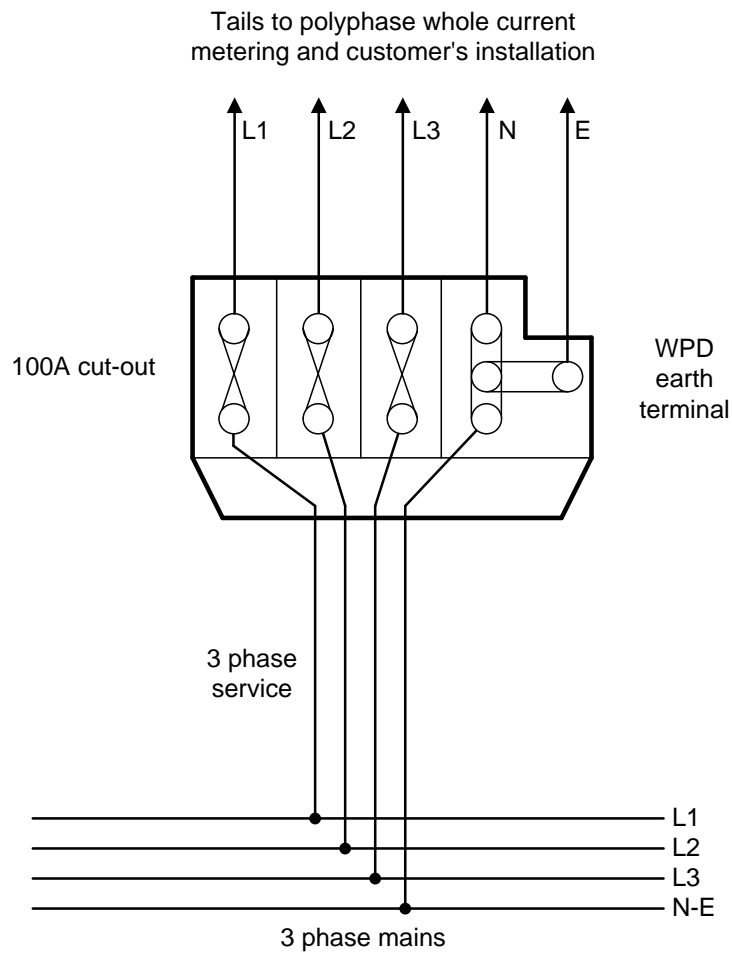 Tails to polyphase whole current
metering and customer's installation
L1
L2
L3
N
E
100A cut-out
WPD
earth
terminal
3 phase
service
L1
L2
L3
N-E
3 phase mains